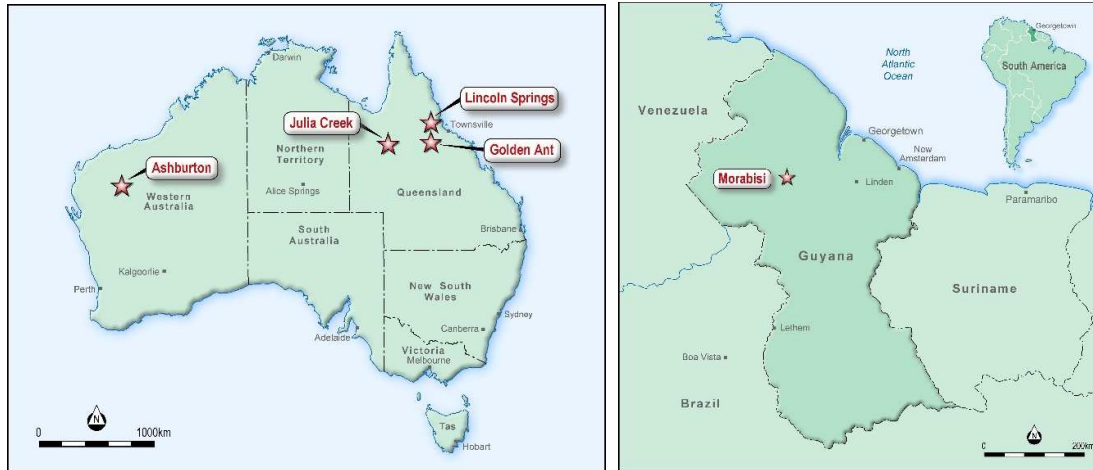 Darwin
Lincoln Springs
Townsville
Julia Creek
Golden Ant
Northern
Territory
Ashburton
Western
Australia
Alice Springs
Queensland
South
Australia
Brisbane
Kalgoorlie
Perth
New South
Wales
Sydney
Canberra
Adelaide
Victoria
Melbourne
N
0
1000km
Tas
Hobart
Georgetown
South America
North
Atlantic
Ocean
Venezuela
Georgetown
Now
Amsterdam
Morabisi
Linden
Paramaribo
Guyana
Suriname
Lethem
Boa Vista
Brazil
N
0
200km